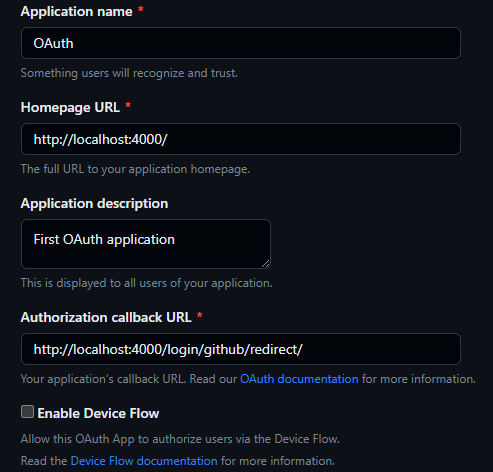 Application name *
OAuth
Something users will recognize and trust.
Homepage URL *
http://localhost:4000/
The full URL to your application homepage.
Application description
First OAuth application
This is displayed to all users of your application.
Authorization callback URL *
http://localhost:4000/login/github/redirect/
Your application's callback URL. Read our OAuth documentation for more information.
Enable Device Flow
Allow this OAuth App to authorize users via the Device Flow.
Read the Device Flow documentation for more information.